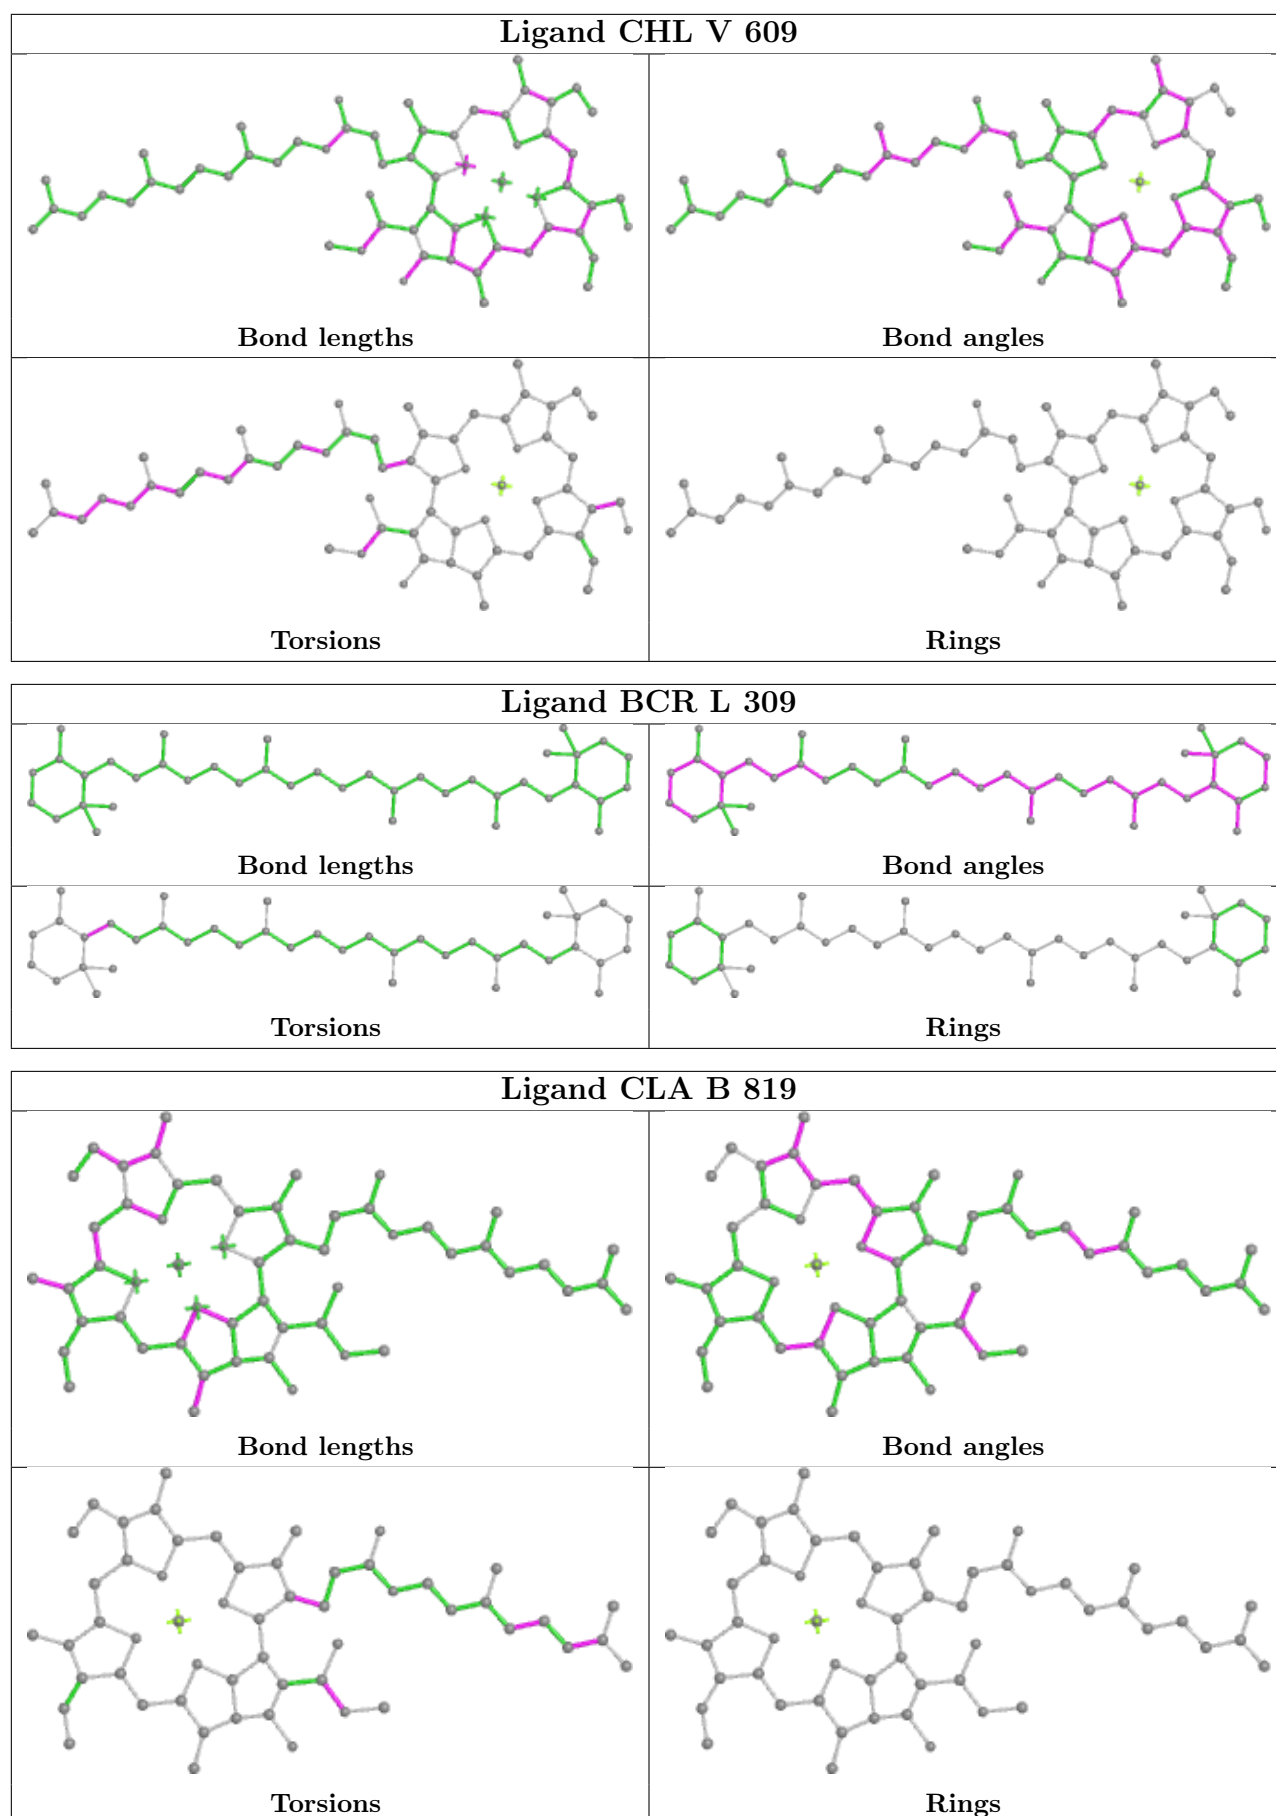 Ligand CHL V 609
Bond lengths
Bond angles
Torsions
Rings
Ligand BCR L 309
Bond lengths
Bond angles
Torsions
Rings
Ligand CLA B 819
Bond lengths
Bond angles
Torsions
Rings